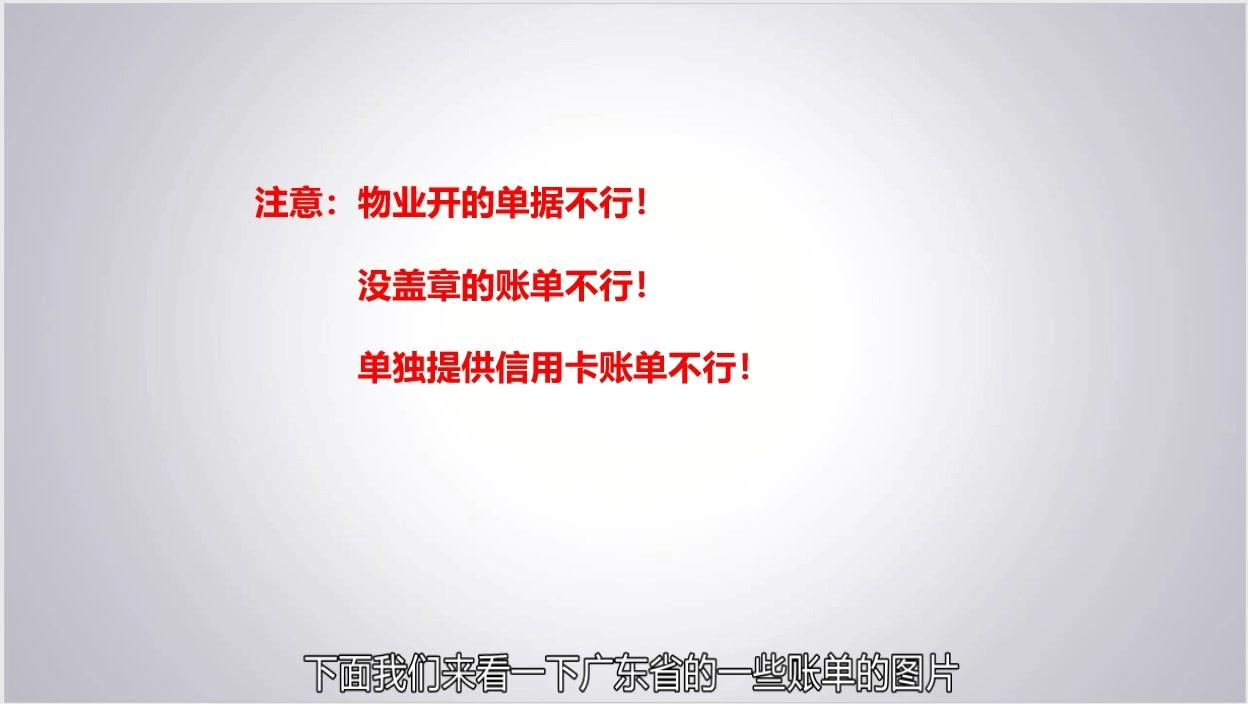 注意：物业开的单据不行！
没盖章的账单不行！
单独提供信用卡账单不行！
下面我们来看一下广东省的一些账单的图片